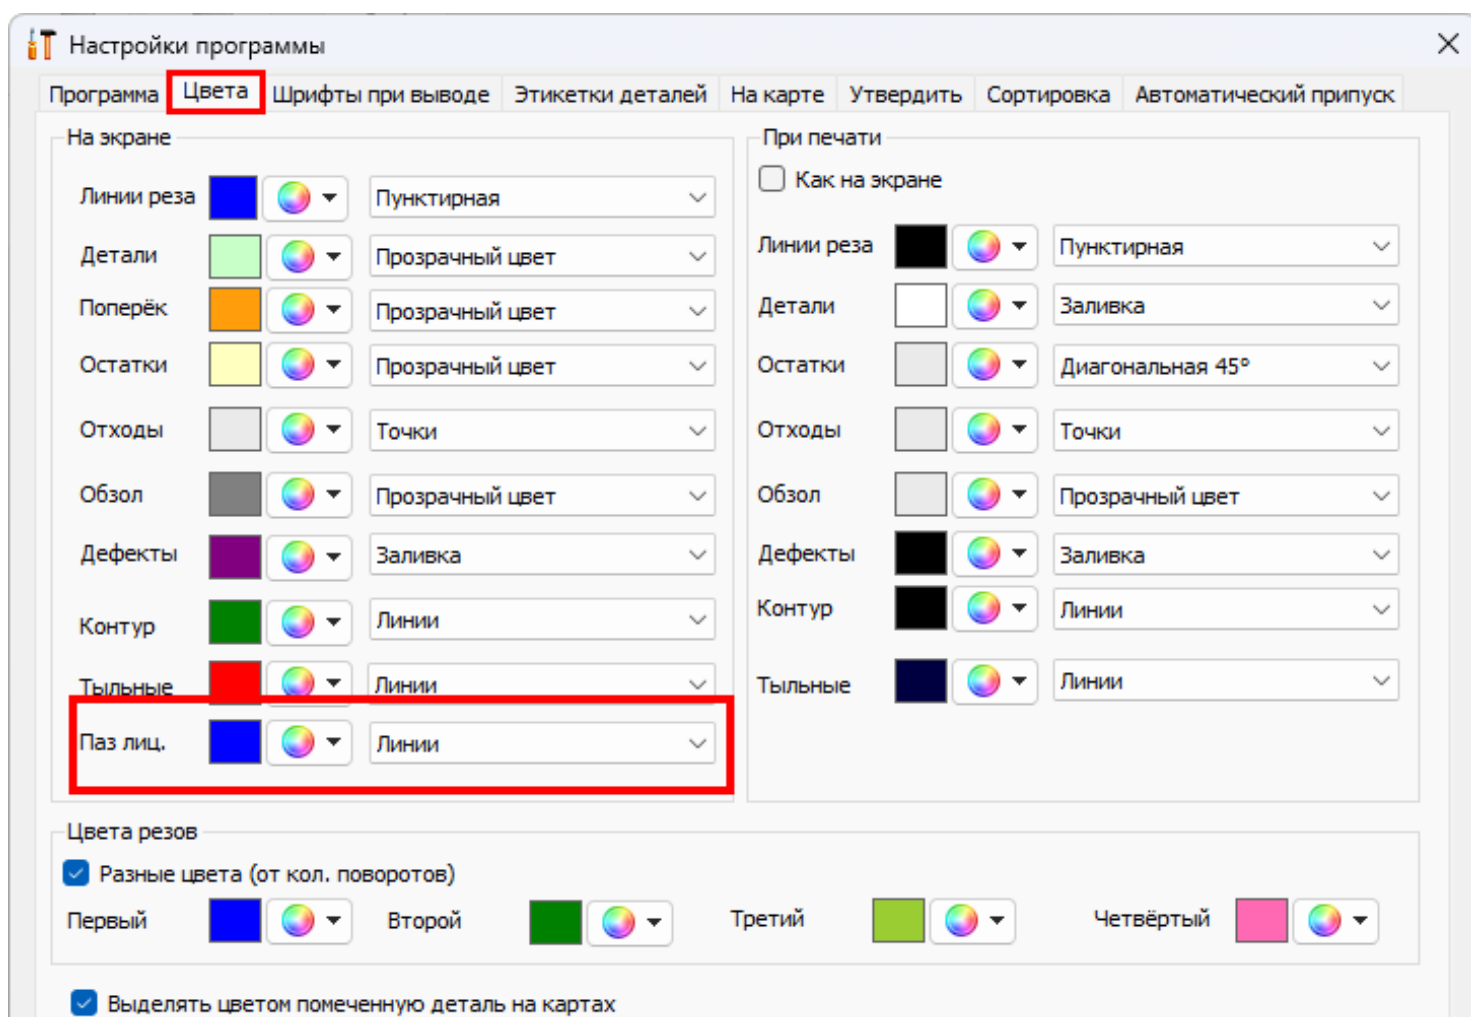 Настройки программы
Программа Цвета Шрифты при выводе Этикетки деталей На карте Утвердить Сортировка Автоматический припуск
На экране
Линии реза Пунктирная
Детали Прозрачный цвет
Поперёк Прозрачный цвет
Остатки Прозрачный цвет
Отходы Точки
Обзол Прозрачный цвет
Дефекты Заливка
Контур Линии
Тыльные Линии
Паз лиц. Линии
При печати
Как на экране
Линии реза Пунктирная
Детали Заливка
Остатки Диагональная 45°
Отходы Точки
Обзол Прозрачный цвет
Дефекты Заливка
Контур Линии
Тыльные Линии
Цвета резов
Разные цвета (от кол. поворотов)
Первый Второй Третий Четвёртый
Выделять цветом помеченную деталь на картах